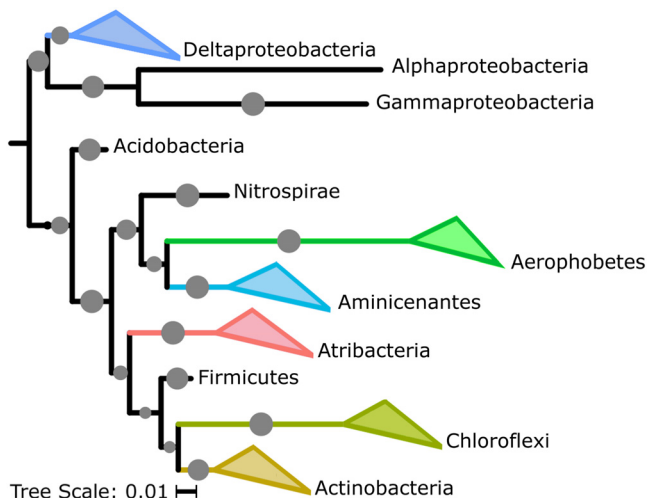 Deltaproteobacteria
Alphaproteobacteria
Gammaproteobacteria
Acidobacteria
Nitrospirae
Aerophobetes
Aminicenantes
Atribacteria
Firmicutes
Chloroflexi
Actinobacteria
Tree Scale: 0.01